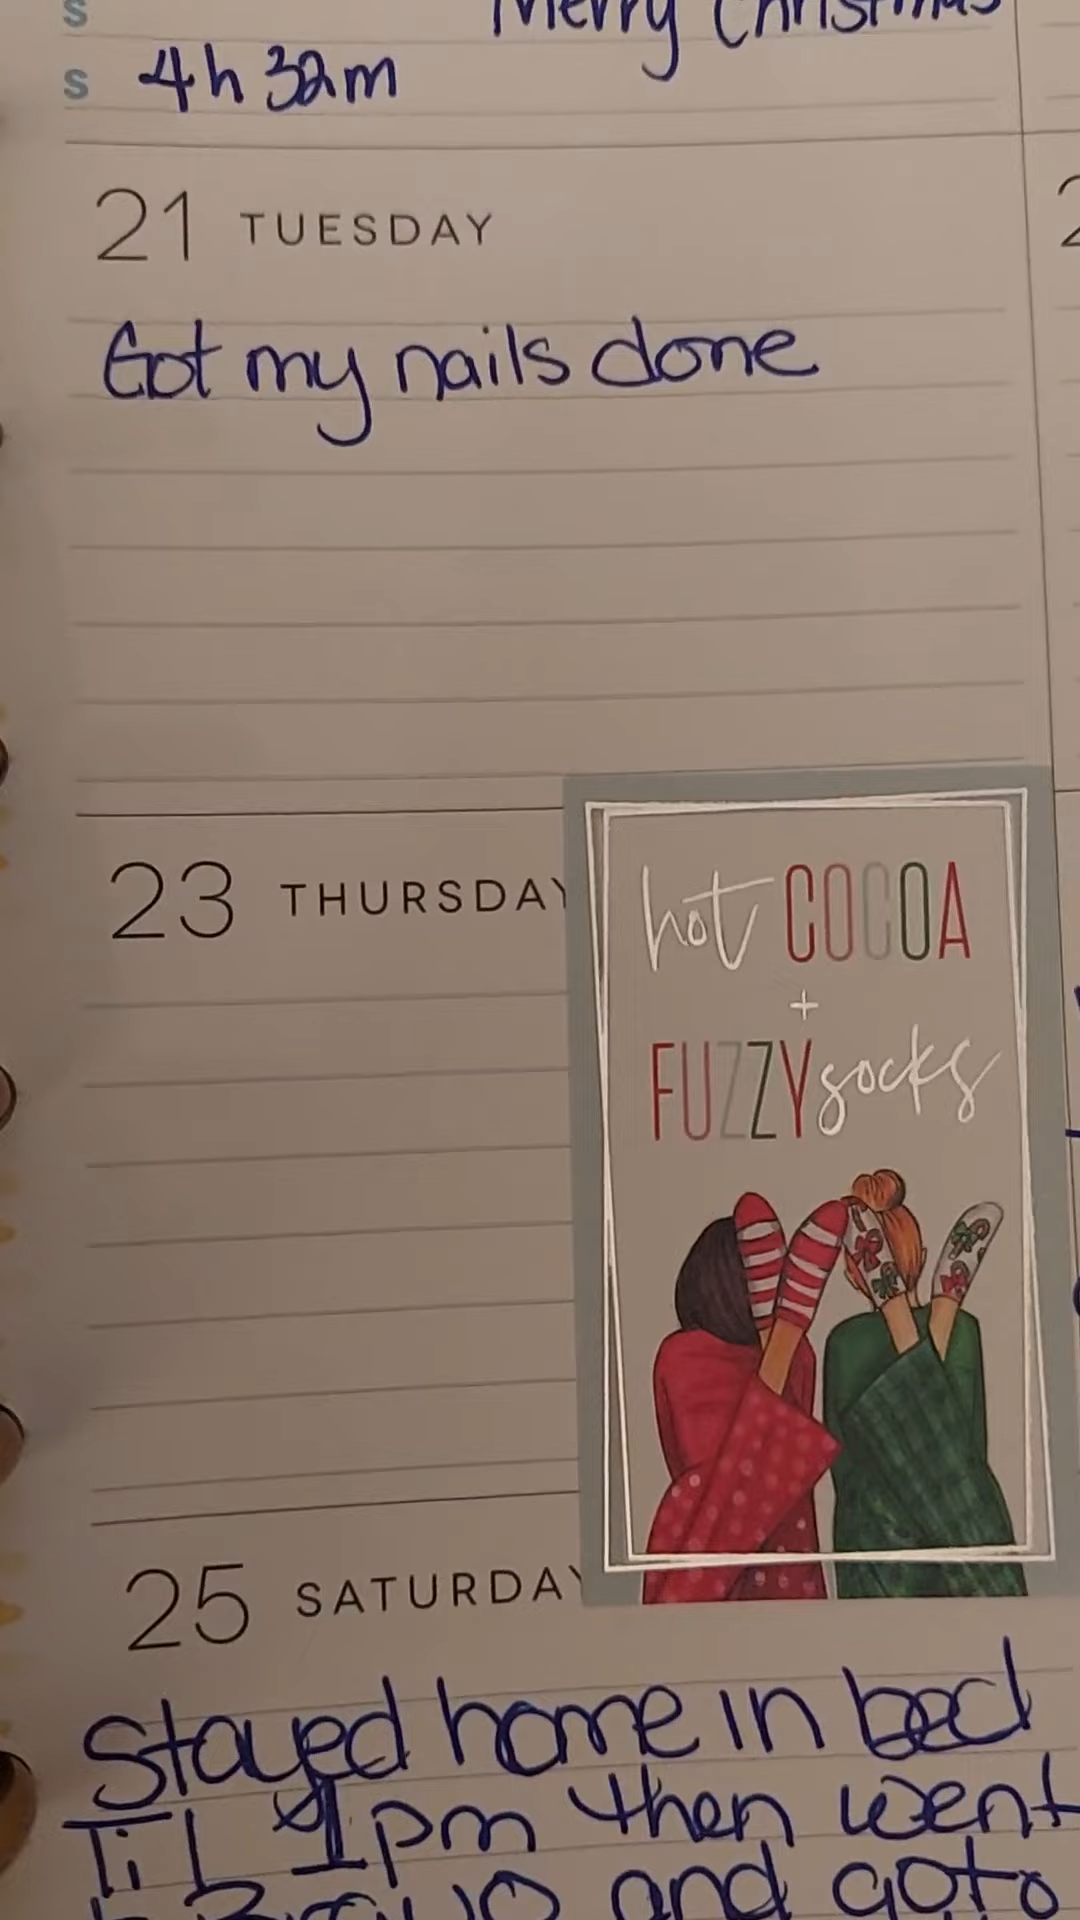 S
Merry Christmas
S 4h 32m
21 TUESDAY
Got my nails done
23 THURSDAY
hot COCOA
+
FUZZY socks
25 SATURDAY
Stayed home in bed
Til 1pm then went
and